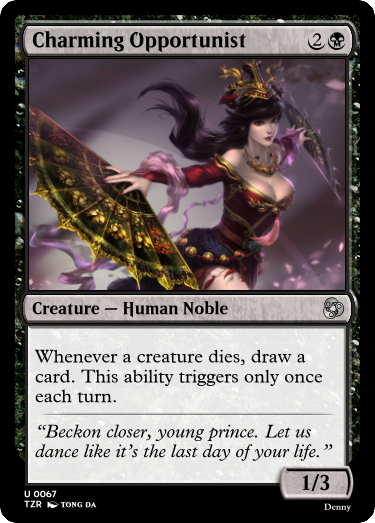 Charming Opportunist 2
Creature — Human Noble
Whenever a creature dies, draw a
card. This ability triggers only once
each turn.
“Beckon closer, young prince. Let us
dance like it's the last day of your life.”
1/3
U 0067
TZR TONG DA
Denny